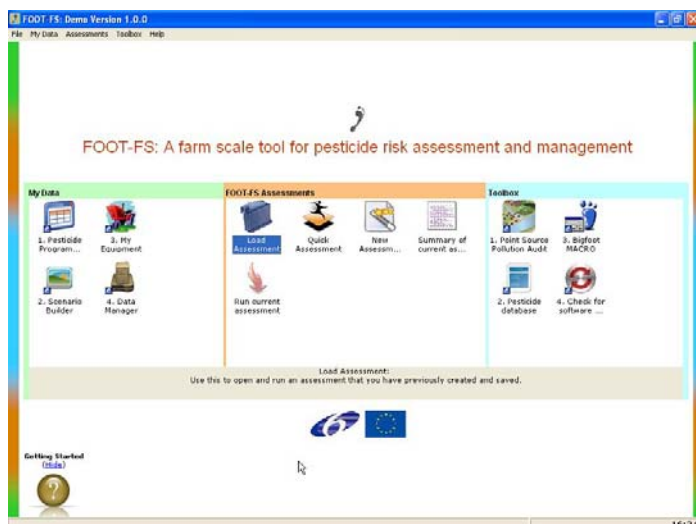 FOOT-FS: Demo Version 1.0.0
File My Data Assessments Toolbox Help
FOOT-FS: A farm scale tool for pesticide risk assessment and management
My Data
1. Pesticide Program...
3. My Equipment
2. Scenario Builder
4. Data Manager
FOOT-FS Assessments
Load Assessment
Quick Assessment
New Assessm...
Summary of current as...
Run current assessment
Toolbox
1. Point Source Pollution Audit
3. Bigfoot MACRO
2. Pesticide database
4. Check for software ...
Load Assessment:
Use this to open and run an assessment that you have previously created and saved.
6
Getting Started
(Hide)
?